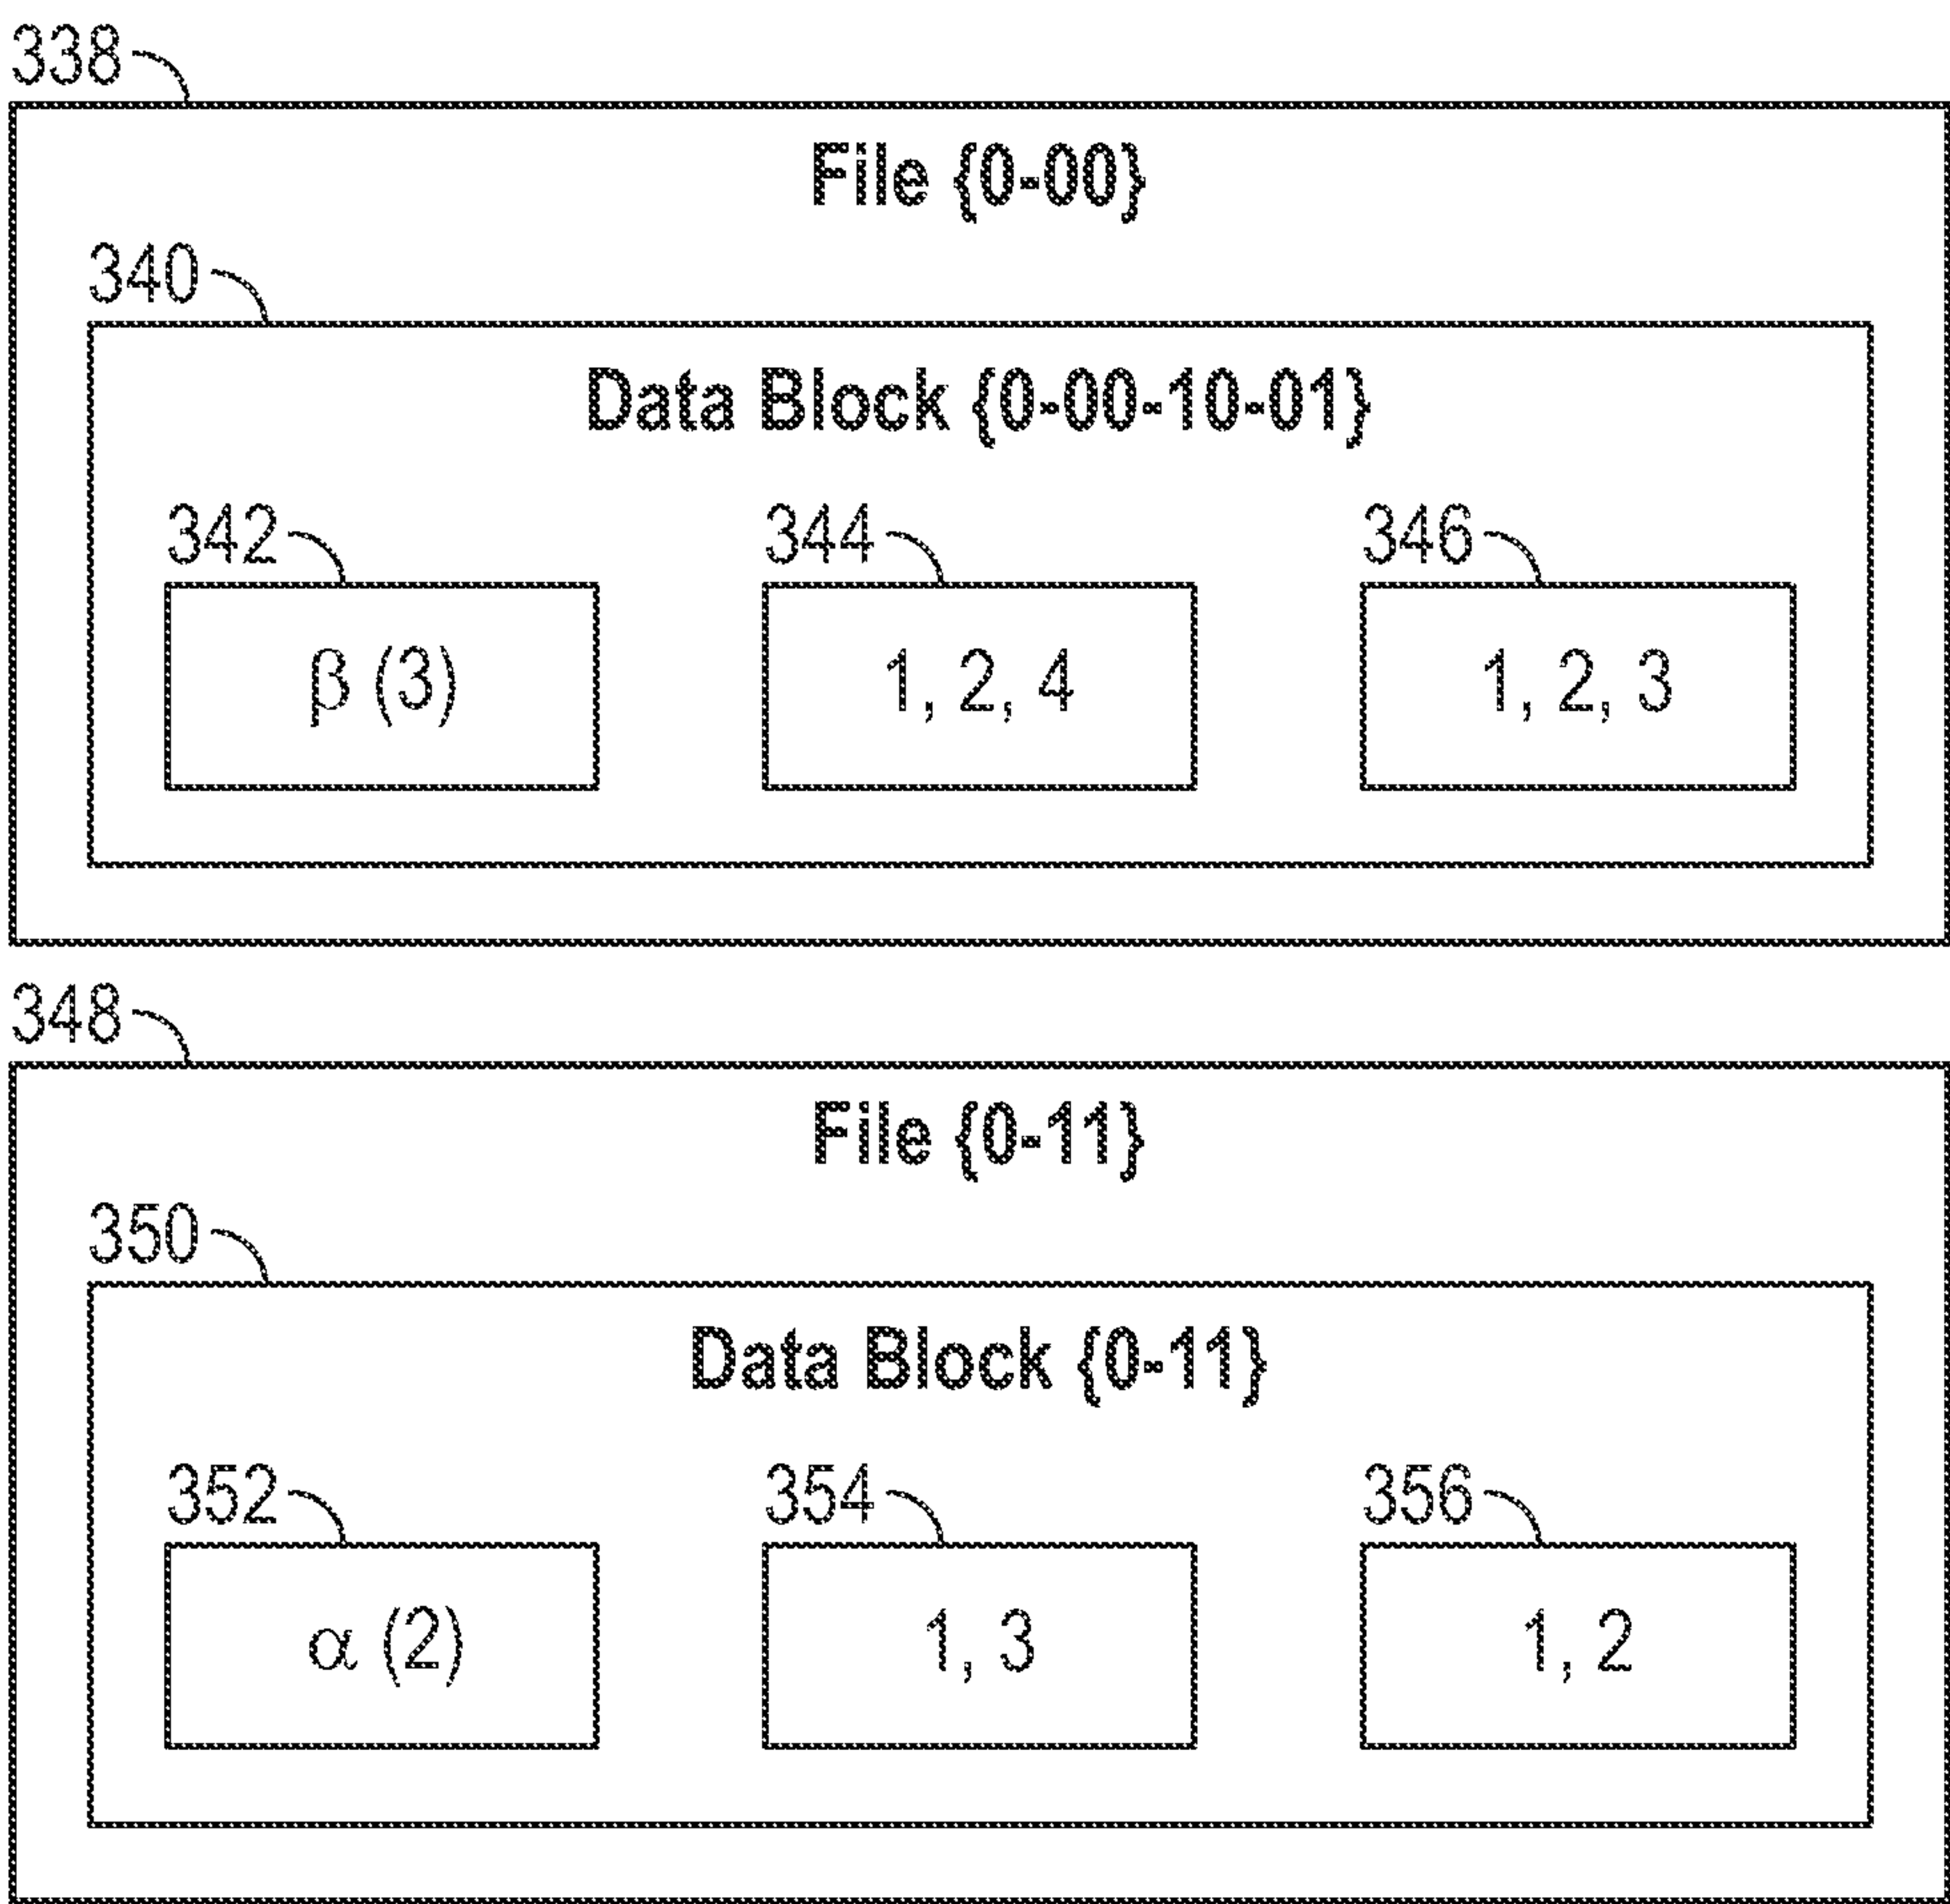 338
File {0-00}
340
Data Block {0-00-10-01}
342 344 346
β (3) 1, 2, 4 1, 2, 3
348
File {0-11}
350
Data Block {0-11}
352 354 356
α (2) 1, 3 1, 2